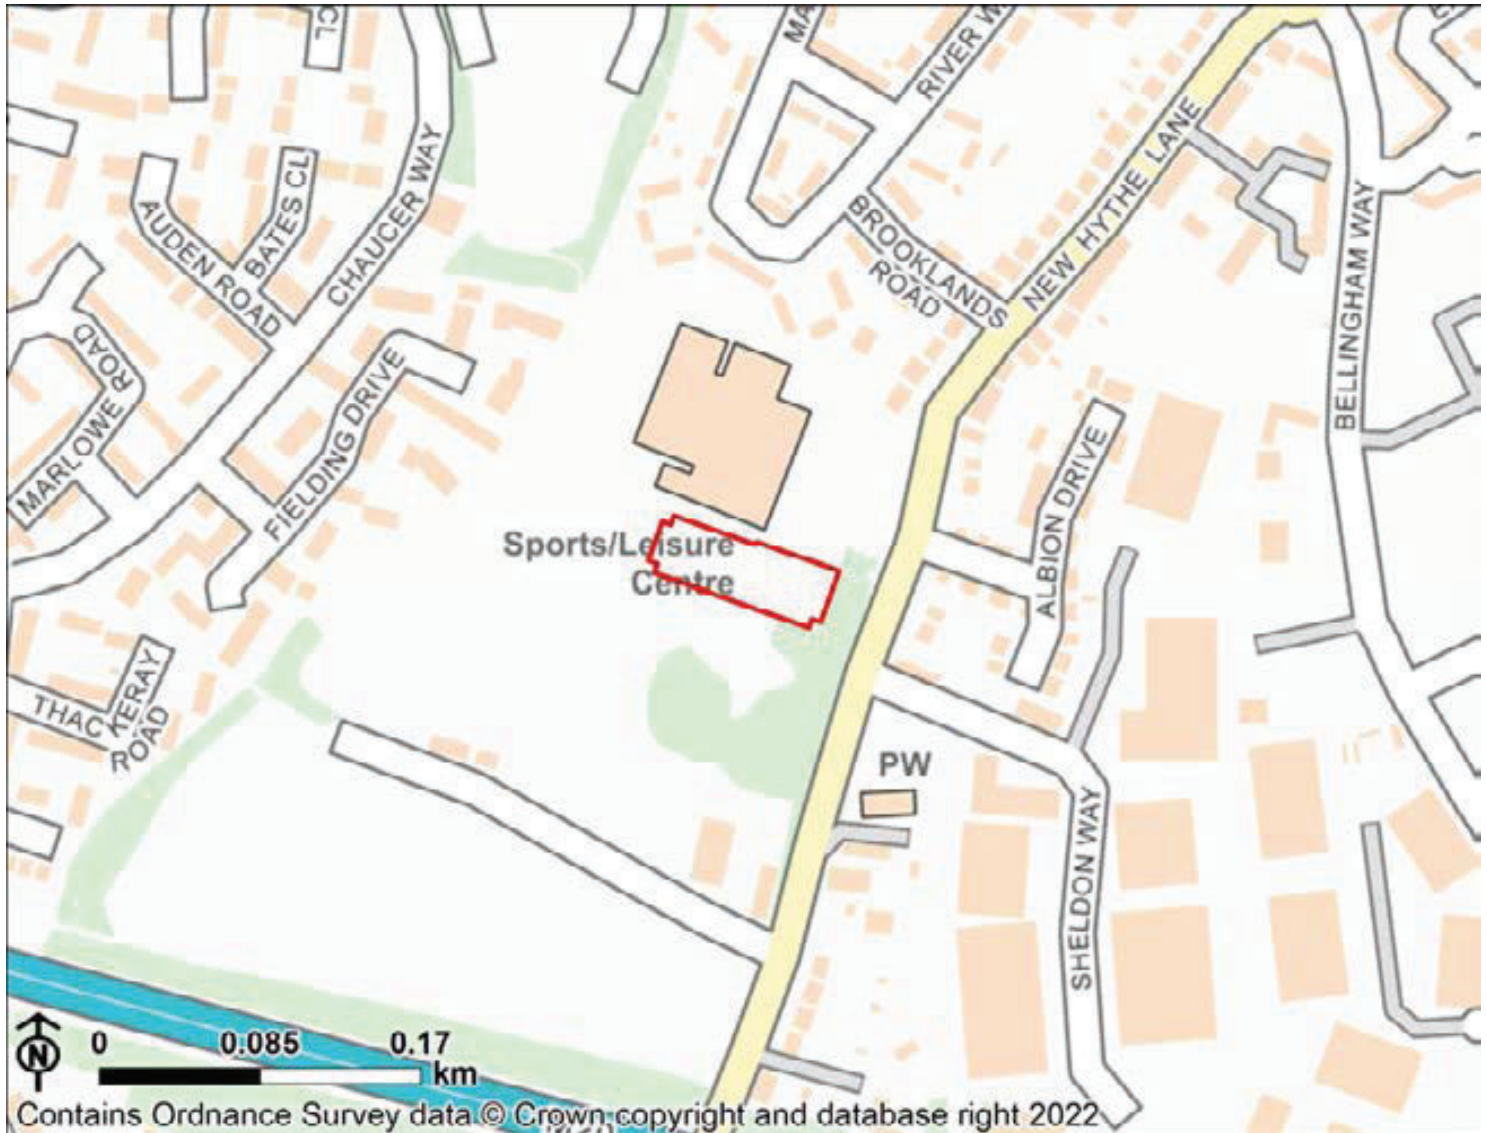 CL
MA
RIVER W
AUDEN ROAD
BATES CL
CHAUCER WAY
BROOKLANDS
ROAD
NEW HYTHE LANE
BELLINGHAM WAY
MARLOWE ROAD
FIELDING DRIVE
ALBION DRIVE
Sports/Leisure
Centre
THAC
KERAY
ROAD
PW
SHELDON WAY
N
0 0.085 0.17
km
Contains Ordnance Survey data © Crown copyright and database right 2022